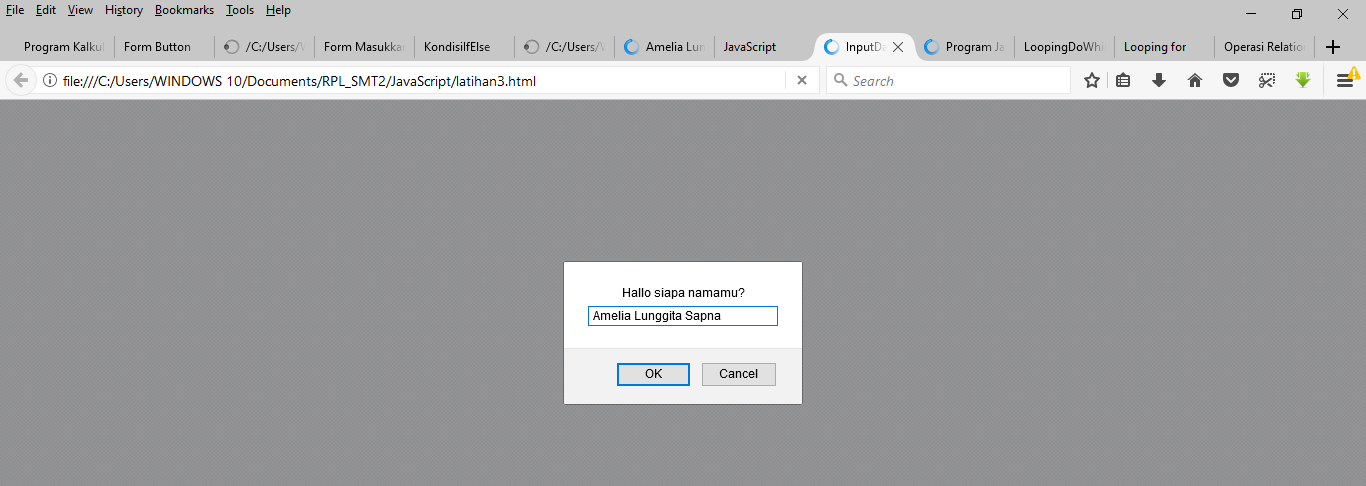 File Edit View History Bookmarks Tools Help
Program Kalkul Form Button /C:/Users/W Form Masukkan KondisiIfElse /C:/Users/W Amelia Lun JavaScript InputDa Program Ja LoopingDoWhi Looping for Operasi Relation
file:///C:/Users/WINDOWS 10/Documents/RPL_SMT2/JavaScript/latihan3.html Search
Hallo siapa namamu?
Amelia Lunggita Sapna
OK Cancel